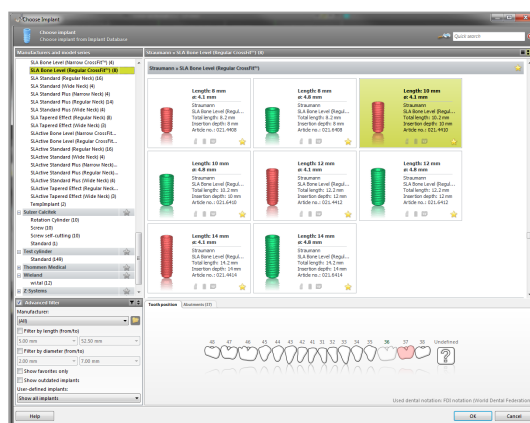 Choose Implant
Choose implant
Choose implant from Implant Database
Quick search
Manufacturers and model series
SLA Bone Level (Narrow CrossFit™) (4)
SLA Bone Level (Regular CrossFit™) (8)
SLA Standard (Regular Neck) (16)
SLA Standard (Wide Neck) (4)
SLA Standard Plus (Narrow Neck) (4)
SLA Standard Plus (Regular Neck) (14)
SLA Standard Plus (Wide Neck) (4)
SLA Tapered Effect (Regular Neck) (8)
SLA Tapered Effect (Wide Neck) (3)
SLActive Bone Level (Narrow CrossFit...
SLActive Bone Level (Regular CrossFit...
SLActive Standard (Regular Neck) (16)
SLActive Standard (Wide Neck) (4)
SLActive Standard Plus (Narrow Neck)...
SLActive Standard Plus (Regular Neck)...
SLActive Standard Plus (Wide Neck) (4)
SLActive Tapered Effect (Regular Neck...
SLActive Tapered Effect (Wide Neck) (3)
TempImplant (2)
Sulzer Calcitek
Rotation Cylinder (10)
Screw (10)
Screw self-cutting (10)
Standard (1)
Test cylinder
Standard (149)
Thommen Medical
Wieland
wi.tal (12)
Z-Systems
Advanced filter
Manufacturer:
(All)
Filter by length (from/to)
5.00 mm
52.50 mm
Filter by diameter (from/to)
2.00 mm
7.00 mm
Show favorites only
Show outdated implants
User-defined implants:
Show all implants
Help
Straumann » SLA Bone Level (Regular CrossFit™) (8)
Straumann » SLA Bone Level (Regular CrossFit™)
Length: 8 mm
ø: 4.1 mm
Straumann
SLA Bone Level (Regul...
Total length: 8.2 mm
Insertion depth: 8 mm
Article no.: 021.4408
Length: 8 mm
ø: 4.8 mm
Straumann
SLA Bone Level (Regul...
Total length: 8.2 mm
Insertion depth: 8 mm
Article no.: 021.6408
Length: 10 mm
ø: 4.1 mm
Straumann
SLA Bone Level (Regul...
Total length: 10.2 mm
Insertion depth: 10 mm
Article no.: 021.4410
Length: 10 mm
ø: 4.8 mm
Straumann
SLA Bone Level (Regul...
Total length: 10.2 mm
Insertion depth: 10 mm
Article no.: 021.6410
Length: 12 mm
ø: 4.1 mm
Straumann
SLA Bone Level (Regul...
Total length: 12.2 mm
Insertion depth: 12 mm
Article no.: 021.4412
Length: 12 mm
ø: 4.8 mm
Straumann
SLA Bone Level (Regul...
Total length: 12.2 mm
Insertion depth: 12 mm
Article no.: 021.6412
Length: 14 mm
ø: 4.1 mm
Straumann
SLA Bone Level (Regul...
Total length: 14.2 mm
Insertion depth: 14 mm
Article no.: 021.4414
Length: 14 mm
ø: 4.8 mm
Straumann
SLA Bone Level (Regul...
Total length: 14.2 mm
Insertion depth: 14 mm
Article no.: 021.6414
Tooth position
Abutments (37)
48 47 46 45 44 43 42 41 31 32 33 34 35 36 37 38 Undefined
?
Used dental notation: FDI notation (World Dental Federation
Ok
Cancel